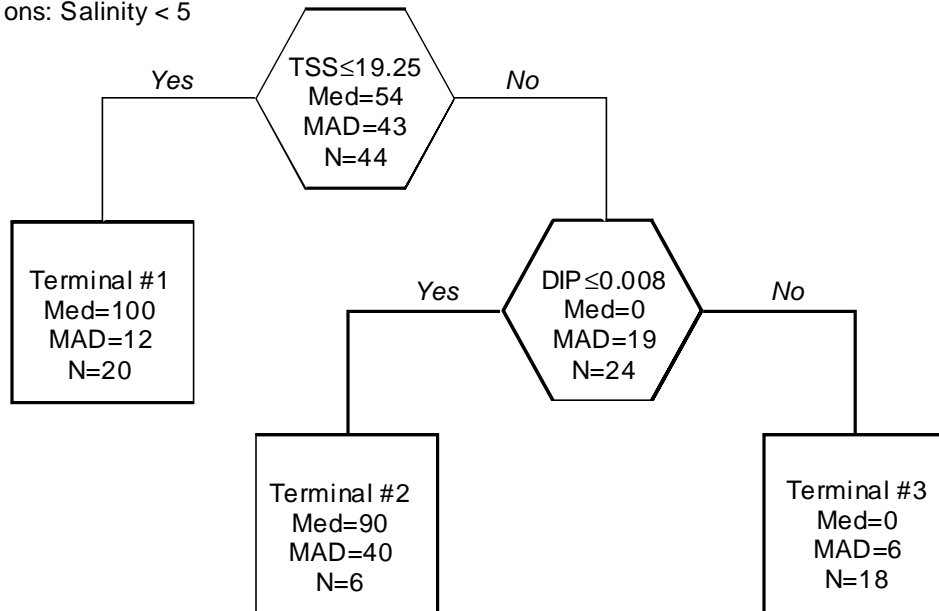 ons: Salinity < 5
TSS≤19.25
Med=54
MAD=43
N=44
Yes
No
Terminal #1
Med=100
MAD=12
N=20
DIP≤0.008
Med=0
MAD=19
N=24
Yes
No
Terminal #2
Med=90
MAD=40
N=6
Terminal #3
Med=0
MAD=6
N=18